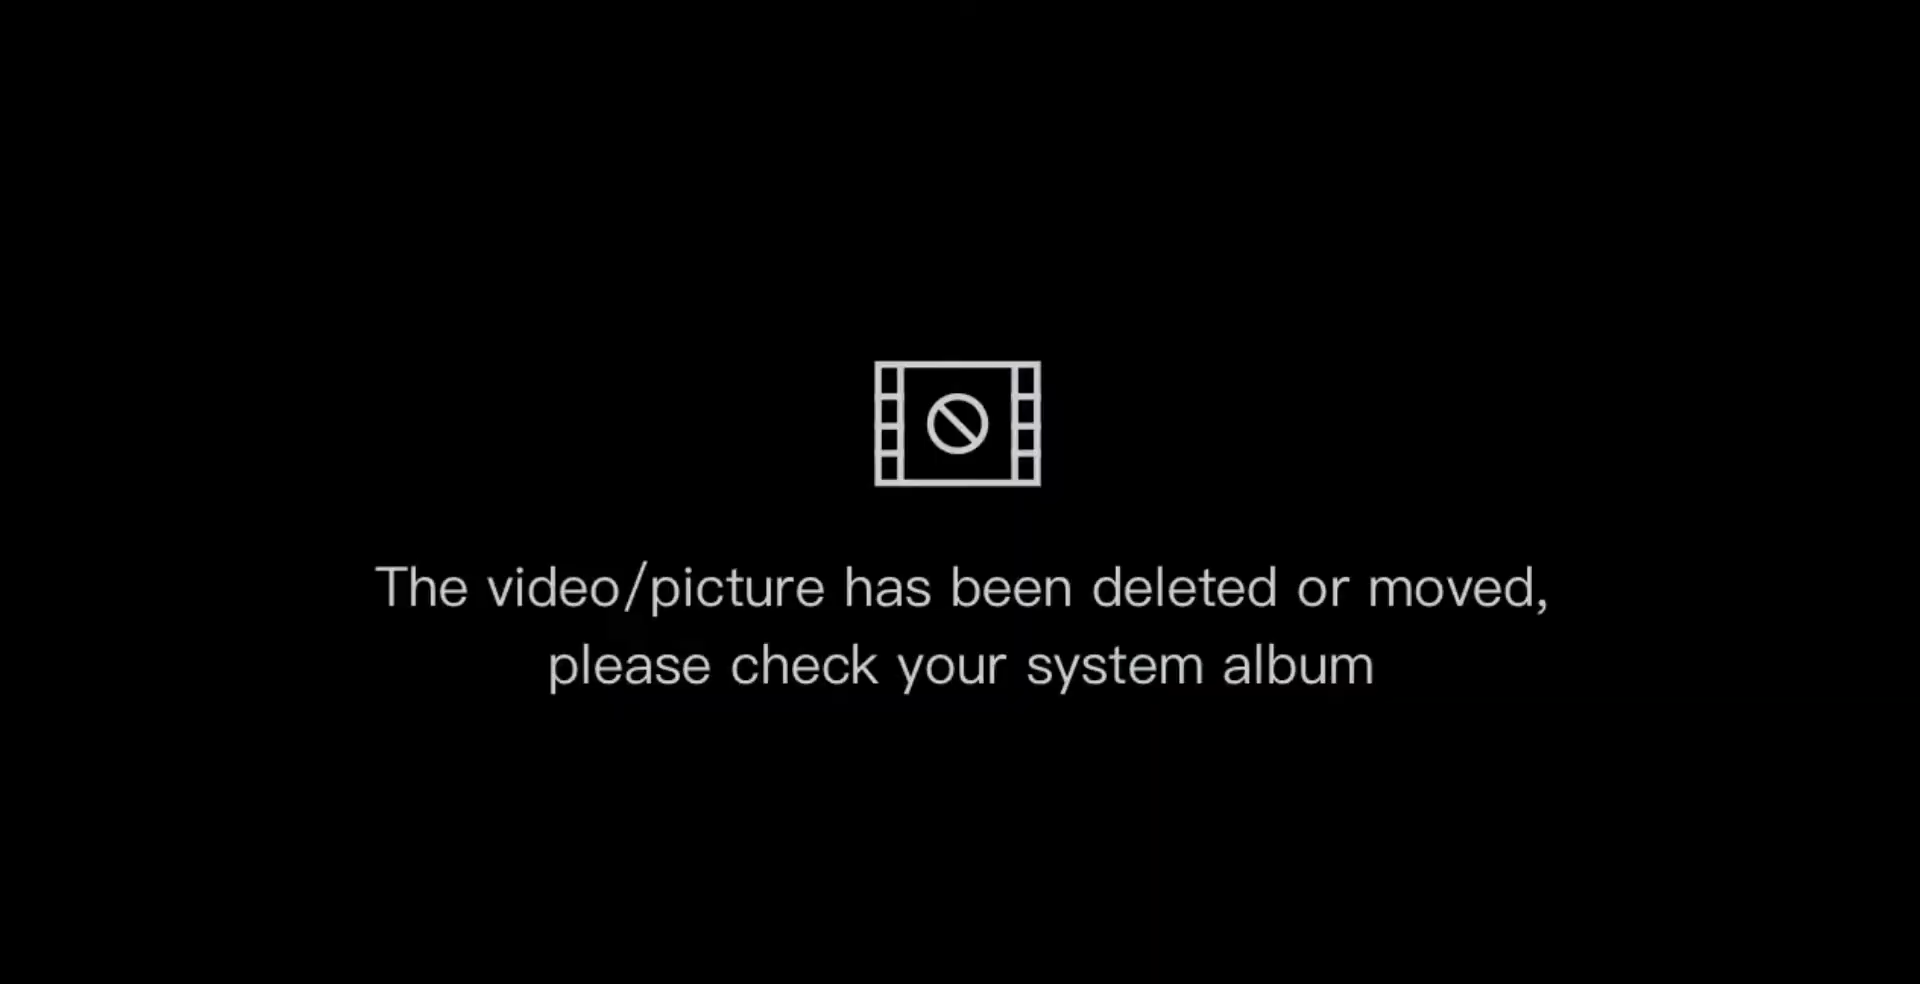 The video/picture has been deleted or moved,
please check your system album